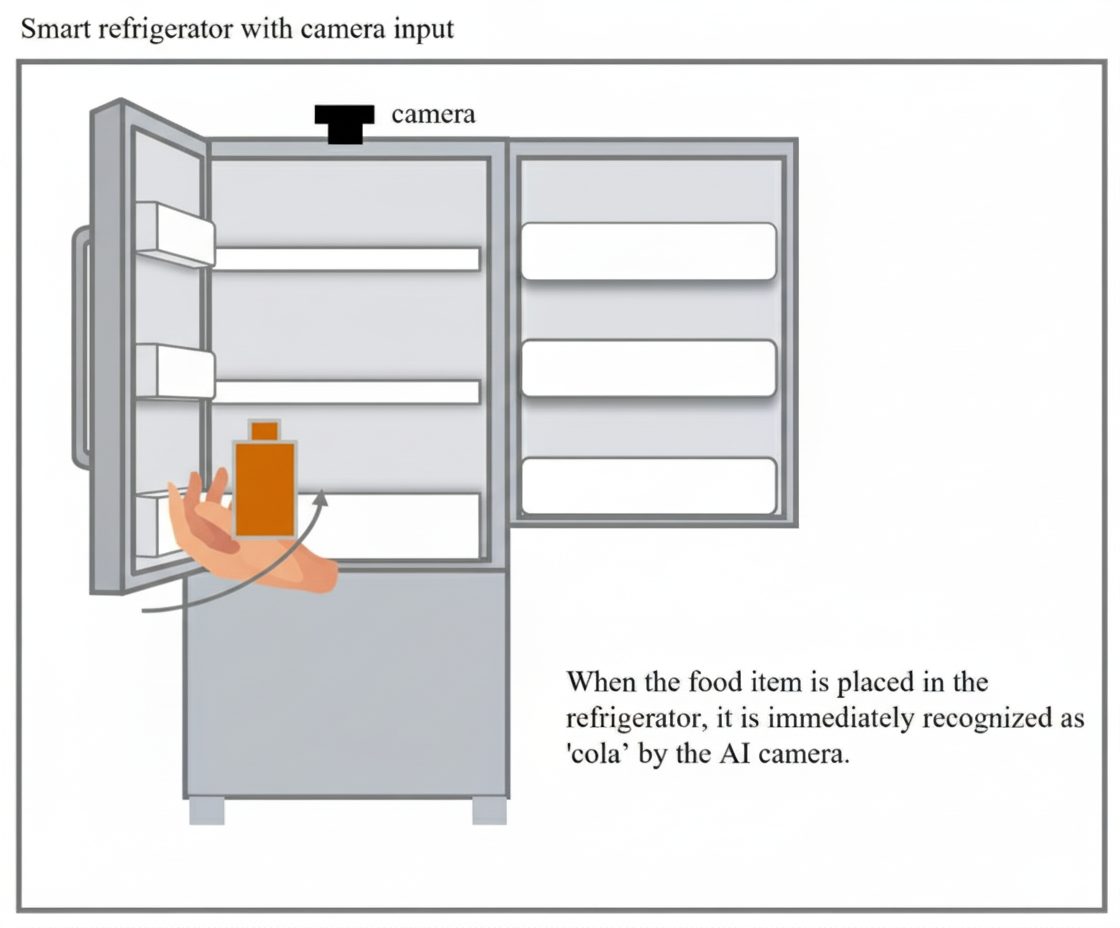 Smart refrigerator with camera input
camera
When the food item is placed in the
refrigerator, it is immediately recognized as
'cola’ by the AI camera.